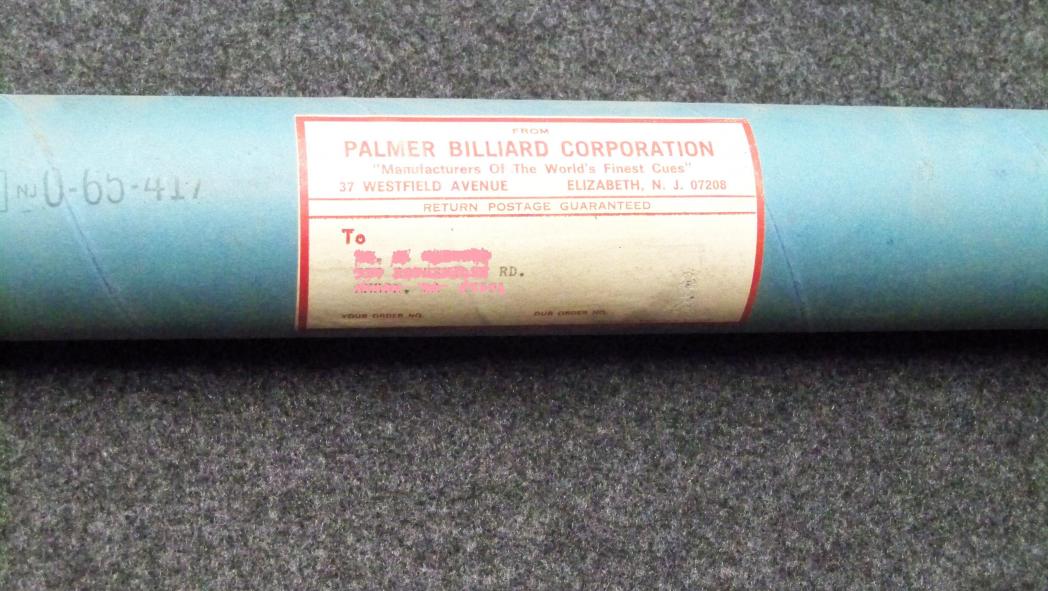 NJ 0-65-417
FROM
PALMER BILLIARD CORPORATION
"Manufacturers Of The World's Finest Cues"
37 WESTFIELD AVENUE ELIZABETH, N. J. 07208
RETURN POSTAGE GUARANTEED
To
RD.
YOUR ORDER NO. OUR ORDER NO.